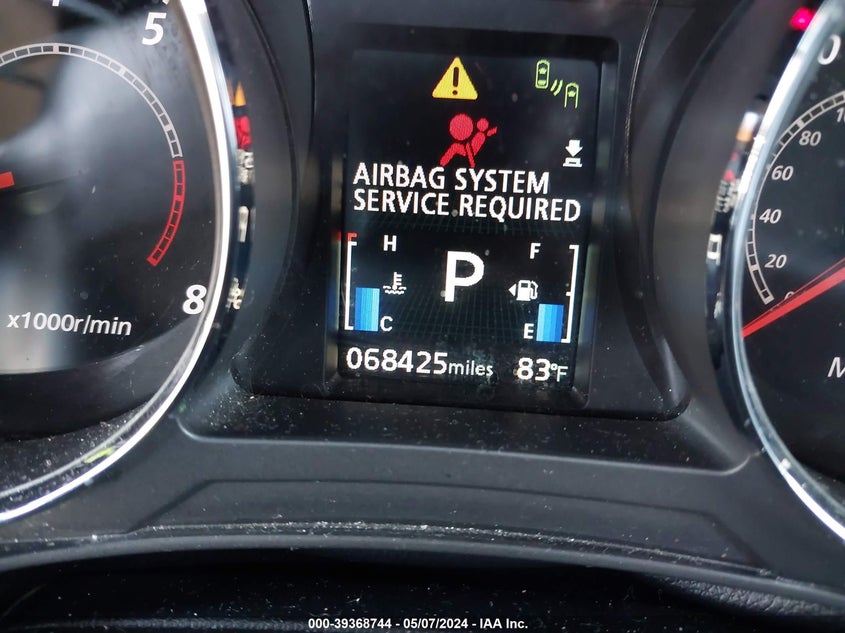 5
8
x1000r/min
AIRBAG SYSTEM
SERVICE REQUIRED
H
F
P
C
E
068425miles
83°F
80
60
40
20
000-39368744 - 05/07/2024 - IAA Inc.